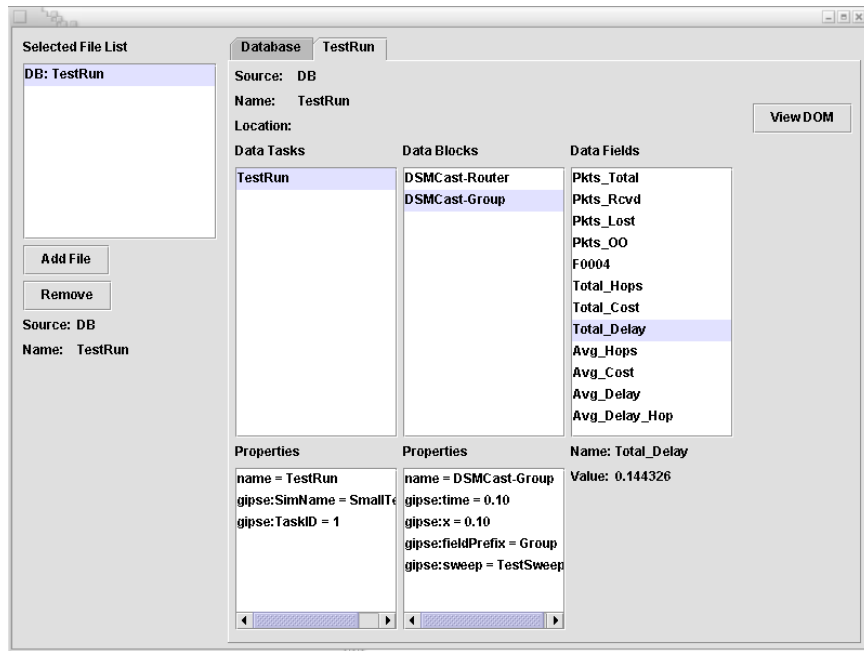 Selected File List
DB: TestRun
Add File
Remove
Source: DB
Name: TestRun
Database TestRun
Source: DB
Name: TestRun
Location:
View DOM
Data Tasks
TestRun
Data Blocks
DSMCast-Router
DSMCast-Group
Data Fields
Pkts_Total
Pkts_Rcvd
Pkts_Lost
Pkts_OO
F0004
Total_Hops
Total_Cost
Total_Delay
Avg_Hops
Avg_Cost
Avg_Delay
Avg_Delay_Hop
Properties
name = TestRun
gipse:SimName = SmallTe
gipse:TaskID = 1
Properties
name = DSMCast-Group
gipse:time = 0.10
gipse:x = 0.10
gipse:fieldPrefix = Group
gipse:sweep = TestSweep
Name: Total_Delay
Value: 0.144326